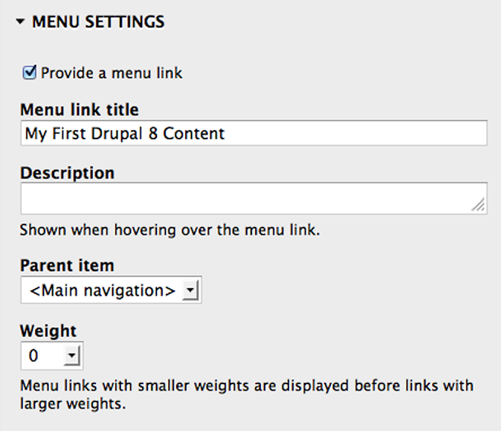 MENU SETTINGS
Provide a menu link
Menu link title
My First Drupal 8 Content
Description
Shown when hovering over the menu link.
Parent item
<Main navigation>
Weight
0
Menu links with smaller weights are displayed before links with
larger weights.